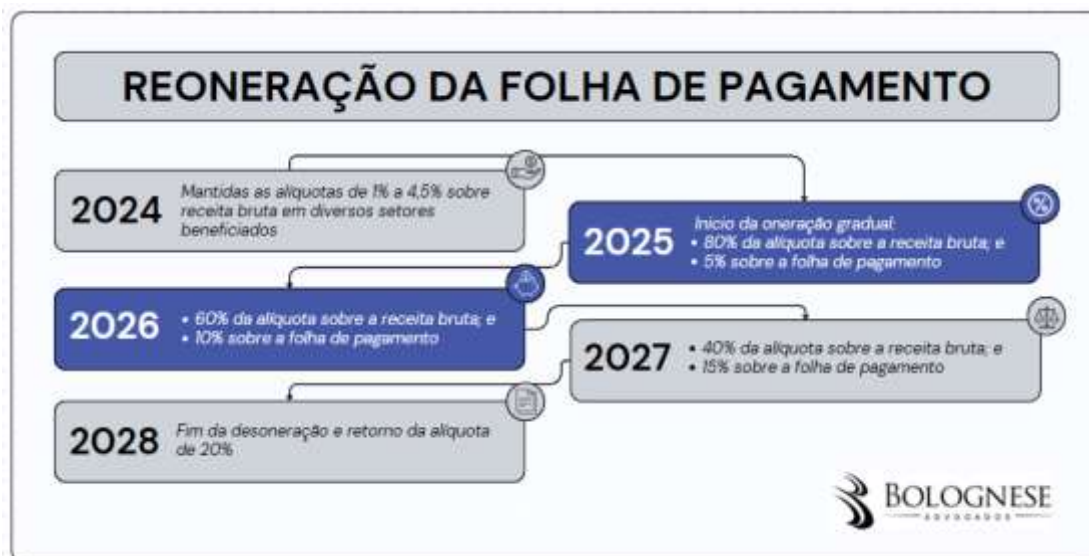 REONERAÇÃO DA FOLHA DE PAGAMENTO
2024
Mantidas as alíquotas de 1% a 4,5% sobre
receita bruta em diversos setores
beneficiados
2025
Início da oneração gradual:
• 80% da alíquota sobre a receita bruta; e
• 5% sobre a folha de pagamento
2026
• 60% da alíquota sobre a receita bruta; e
• 10% sobre a folha de pagamento
2027
• 40% da alíquota sobre a receita bruta; e
• 15% sobre a folha de pagamento
2028
Fim da desoneração e retorno da alíquota
de 20%
BOLOGNESE
ADVOGADOS